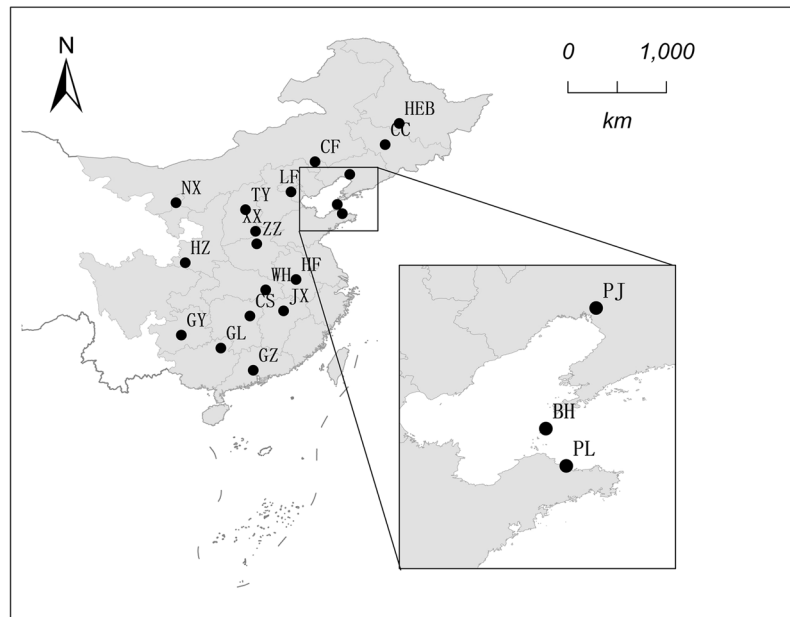 N
0 1,000
km
HEB
CC
CF
LF
NX
TY
XX
ZZ
HZ
HF
WH
CS
JX
GY
GL
GZ
PJ
BH
PL